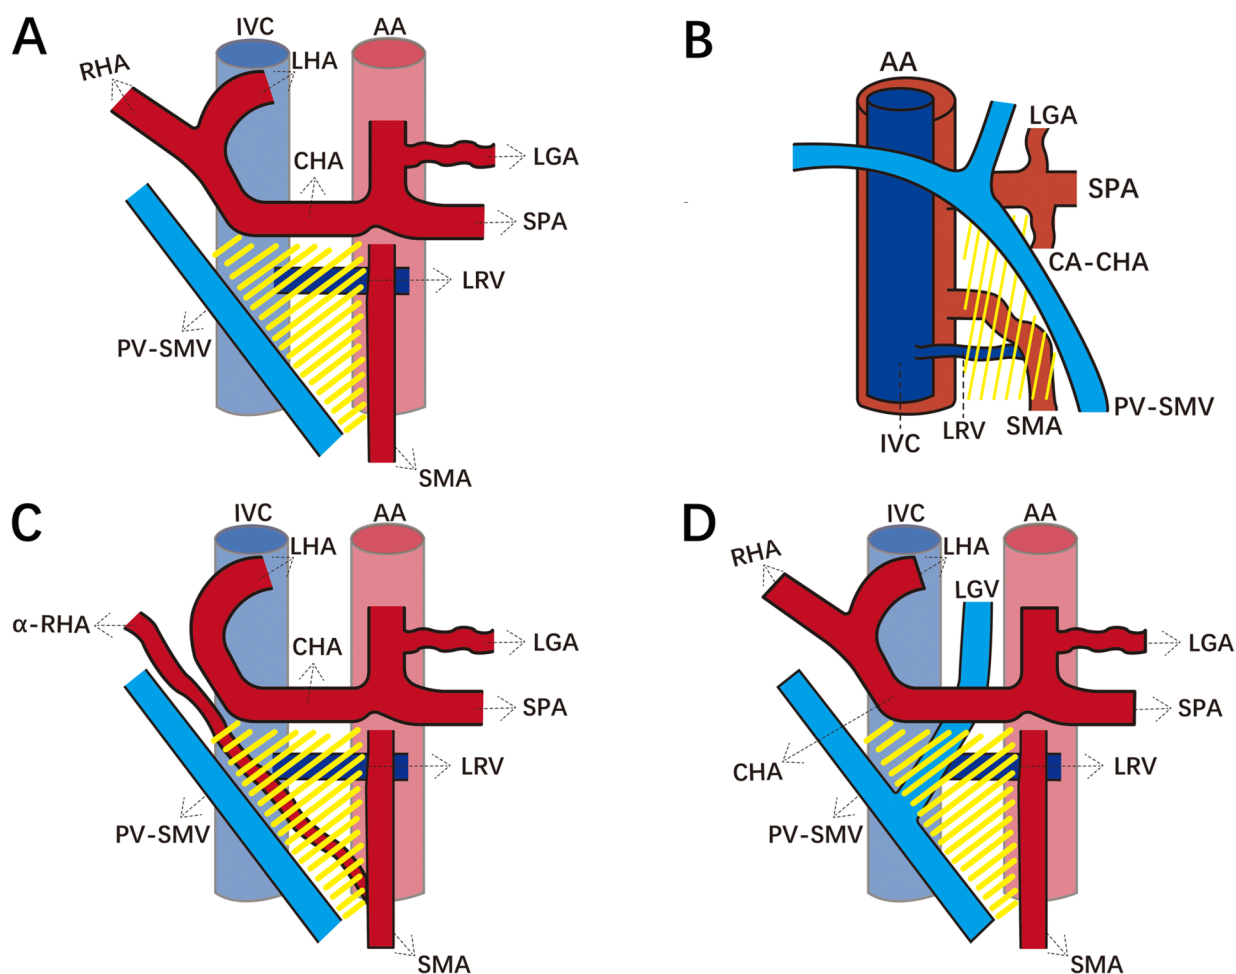 A
IVC
AA
RHA
LHA
CHA
LGA
SPA
LRV
PV-SMV
SMA
B
AA
LGA
SPA
CA-CHA
PV-SMV
IVC
LRV
SMA
C
IVC
AA
LHA
α-RHA
CHA
LGA
SPA
LRV
PV-SMV
SMA
D
IVC
AA
RHA
LHA
LGV
LGA
SPA
CHA
LRV
PV-SMV
SMA